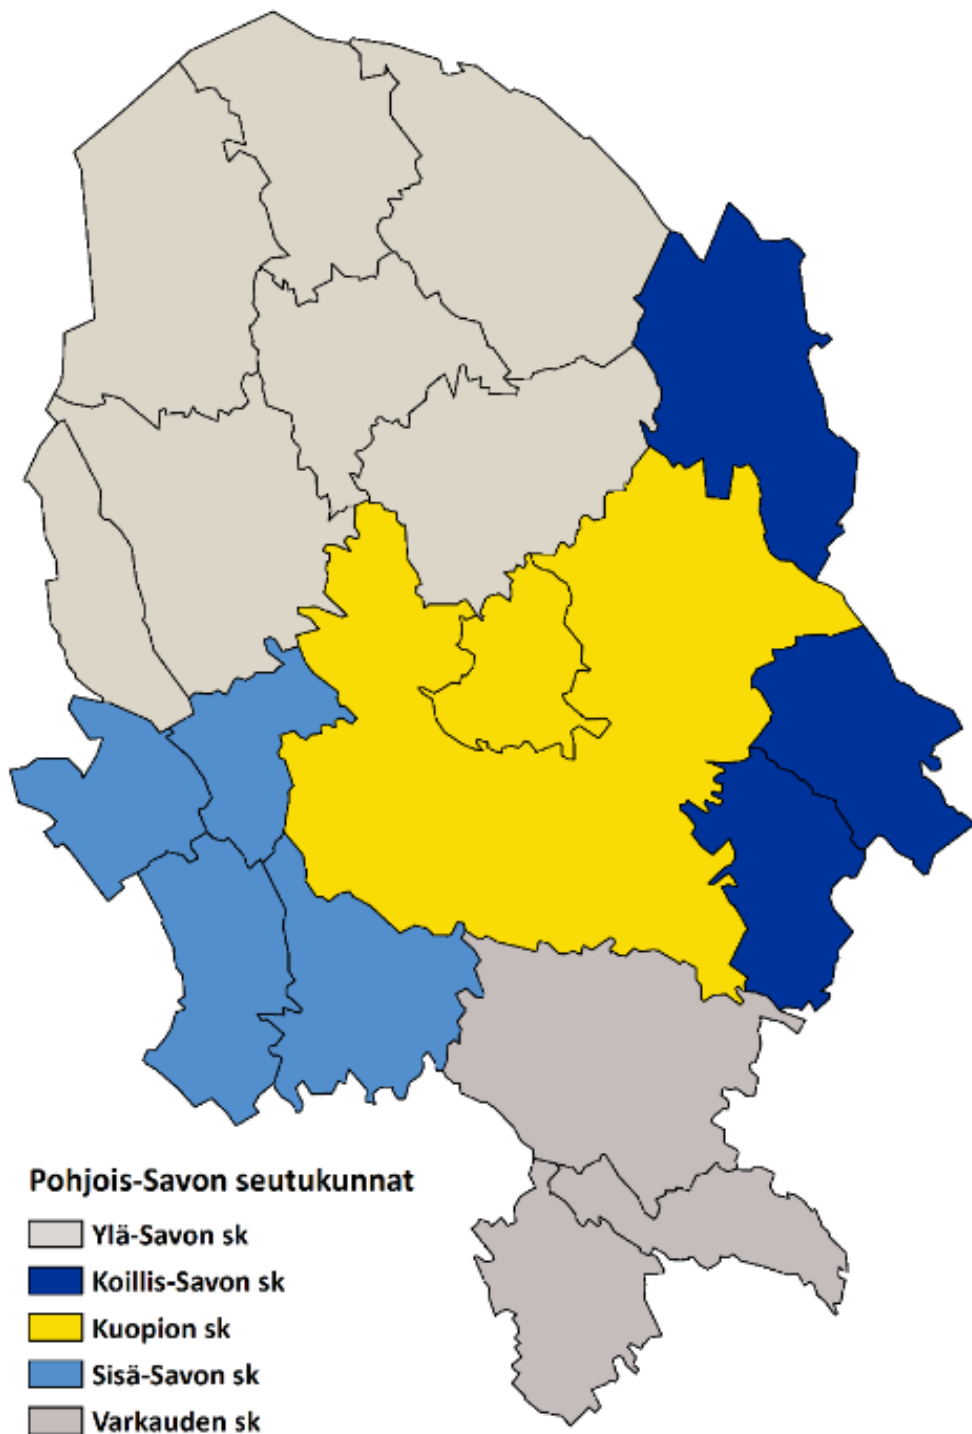 Pohjois-Savon seutukunnat
Ylä-Savon sk
Koillis-Savon sk
Kuopion sk
Sisä-Savon sk
Varkauden sk